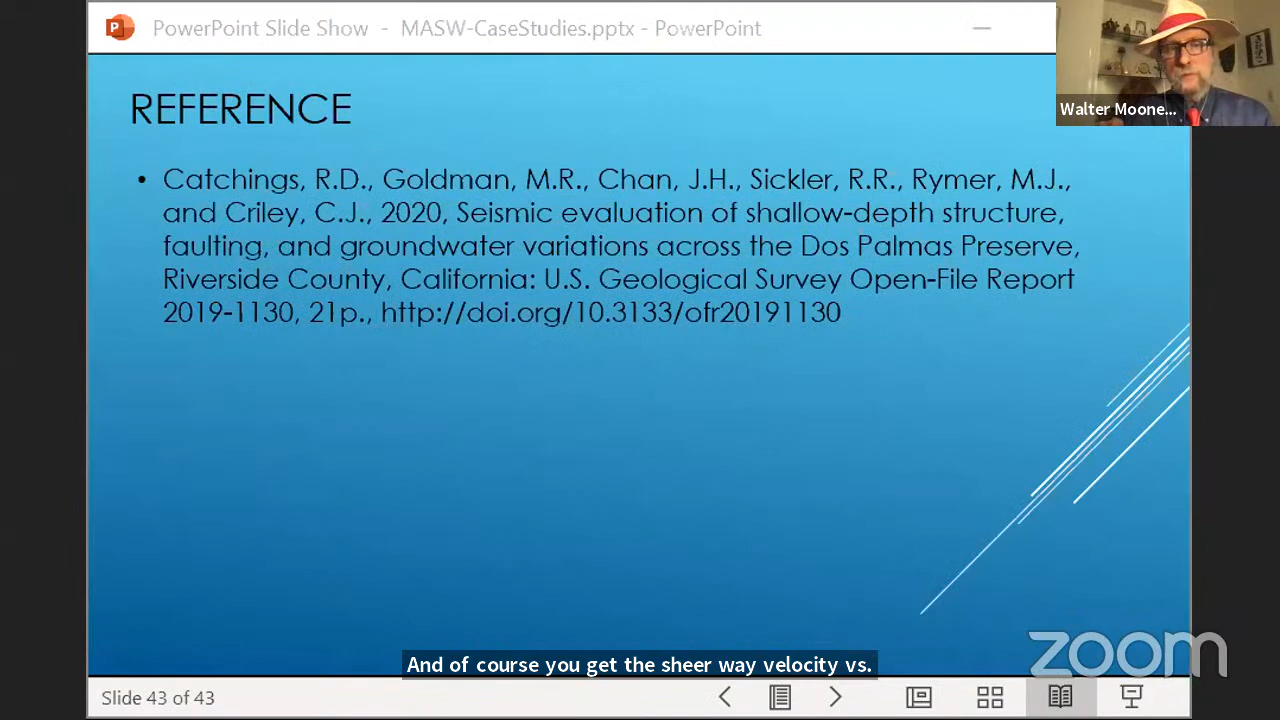 P
PowerPoint Slide Show - MASW-CaseStudies.pptx - PowerPoint
Walter Moone...
REFERENCE
• Catchings, R.D., Goldman, M.R., Chan, J.H., Sickler, R.R., Rymer, M.J.,
and Criley, C.J., 2020, Seismic evaluation of shallow-depth structure,
faulting, and groundwater variations across the Dos Palmas Preserve,
Riverside County, California: U.S. Geological Survey Open-File Report
2019-1130, 21p., http://doi.org/10.3133/ofr20191130
zoom
And of course you get the sheer way velocity vs.
Slide 43 of 43